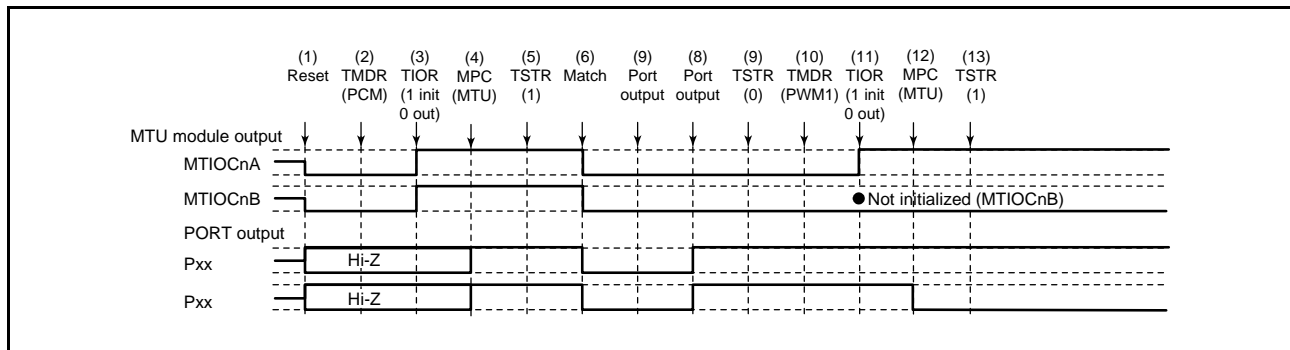 (1) (2) (3) (4) (5) (6) (9) (8) (9) (10) (11) (12) (13)
Reset TMDR TIOR MPC TSTR Match Port Port TSTR TMDR TIOR MPC TSTR
(PCM) (1 init (MTU) (1) output output (0) (PWM1) (1 init (MTU) (1)
0 out) 0 out)
MTU module output
MTIOCnA
MTIOCnB Not initialized (MTIOCnB)
PORT output
Pxx Hi-Z
Pxx Hi-Z